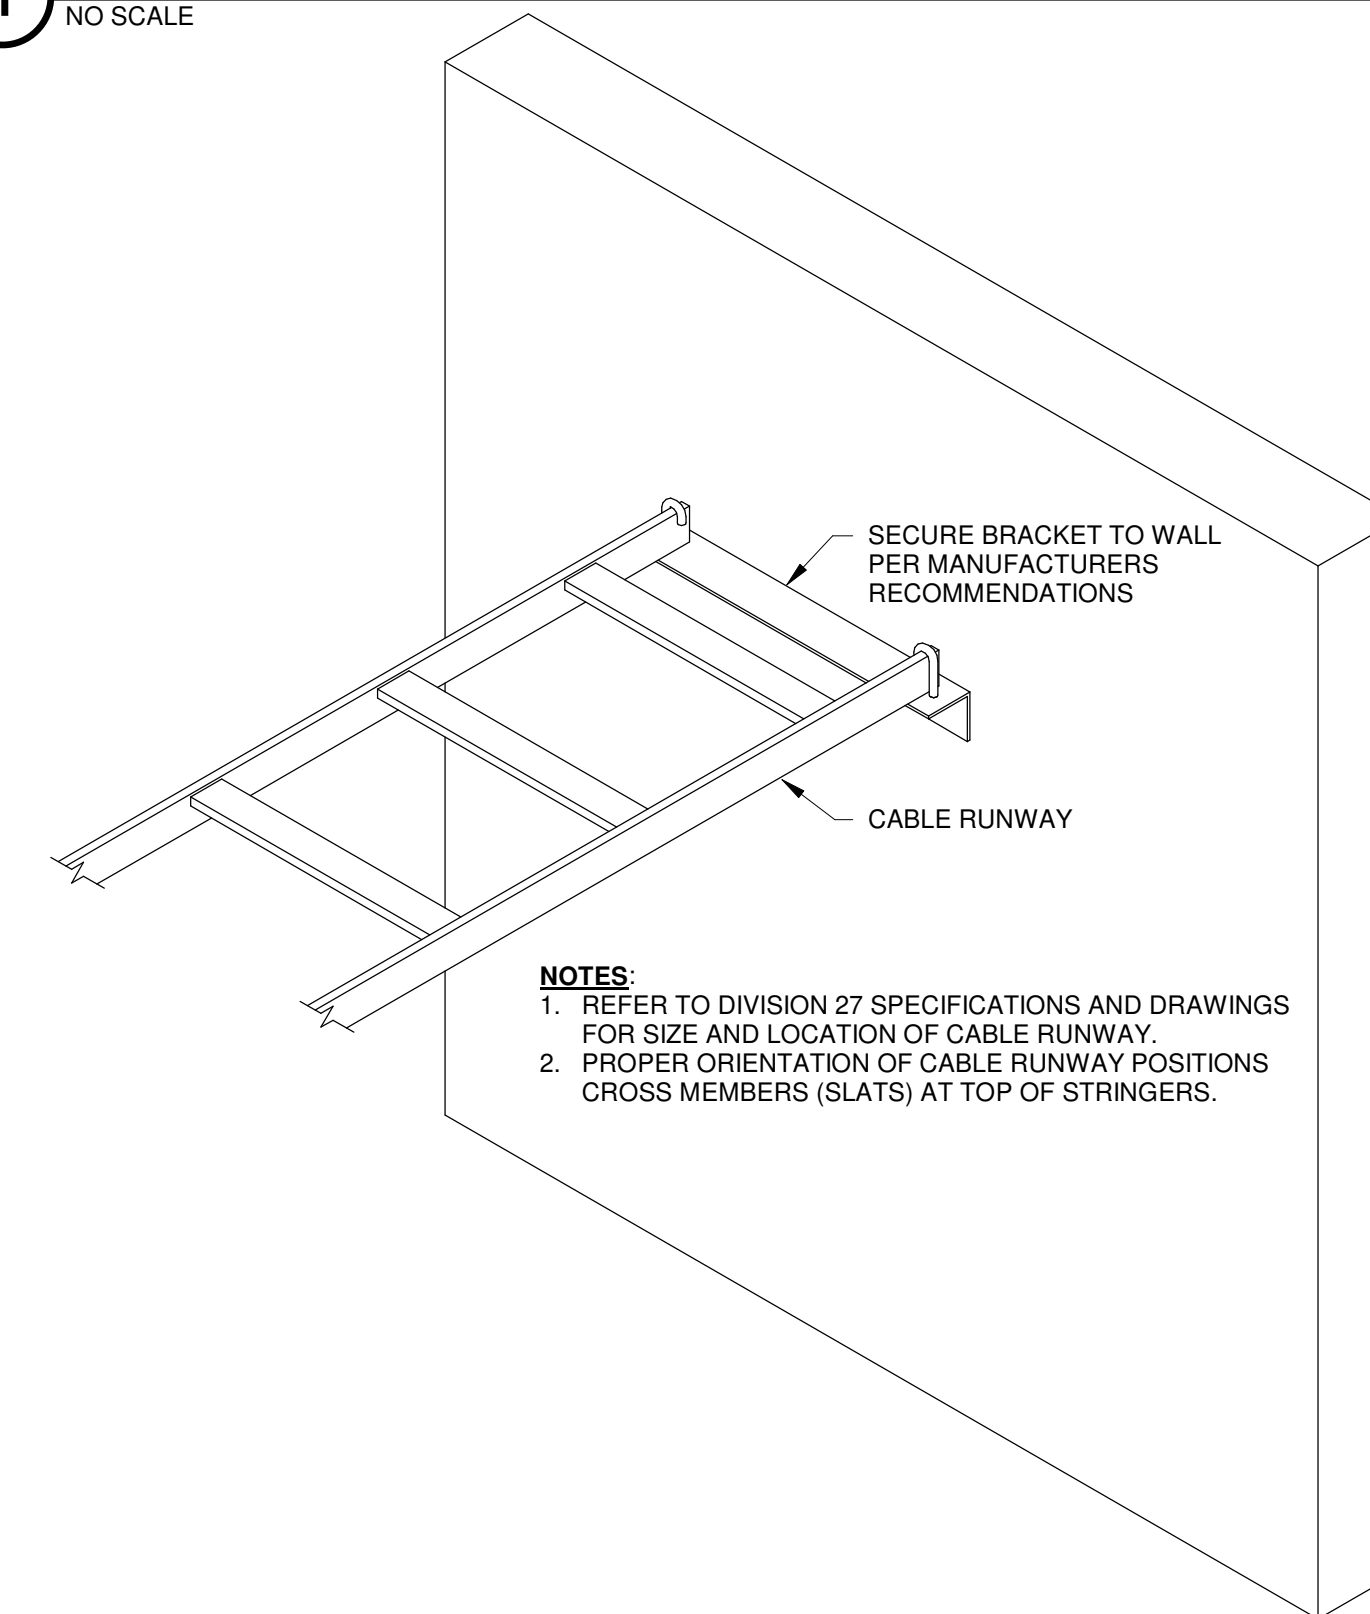 NO SCALE
SECURE BRACKET TO WALL
PER MANUFACTURERS
RECOMMENDATIONS
CABLE RUNWAY
NOTES:
1. REFER TO DIVISION 27 SPECIFICATIONS AND DRAWINGS
FOR SIZE AND LOCATION OF CABLE RUNWAY.
2. PROPER ORIENTATION OF CABLE RUNWAY POSITIONS
CROSS MEMBERS (SLATS) AT TOP OF STRINGERS.